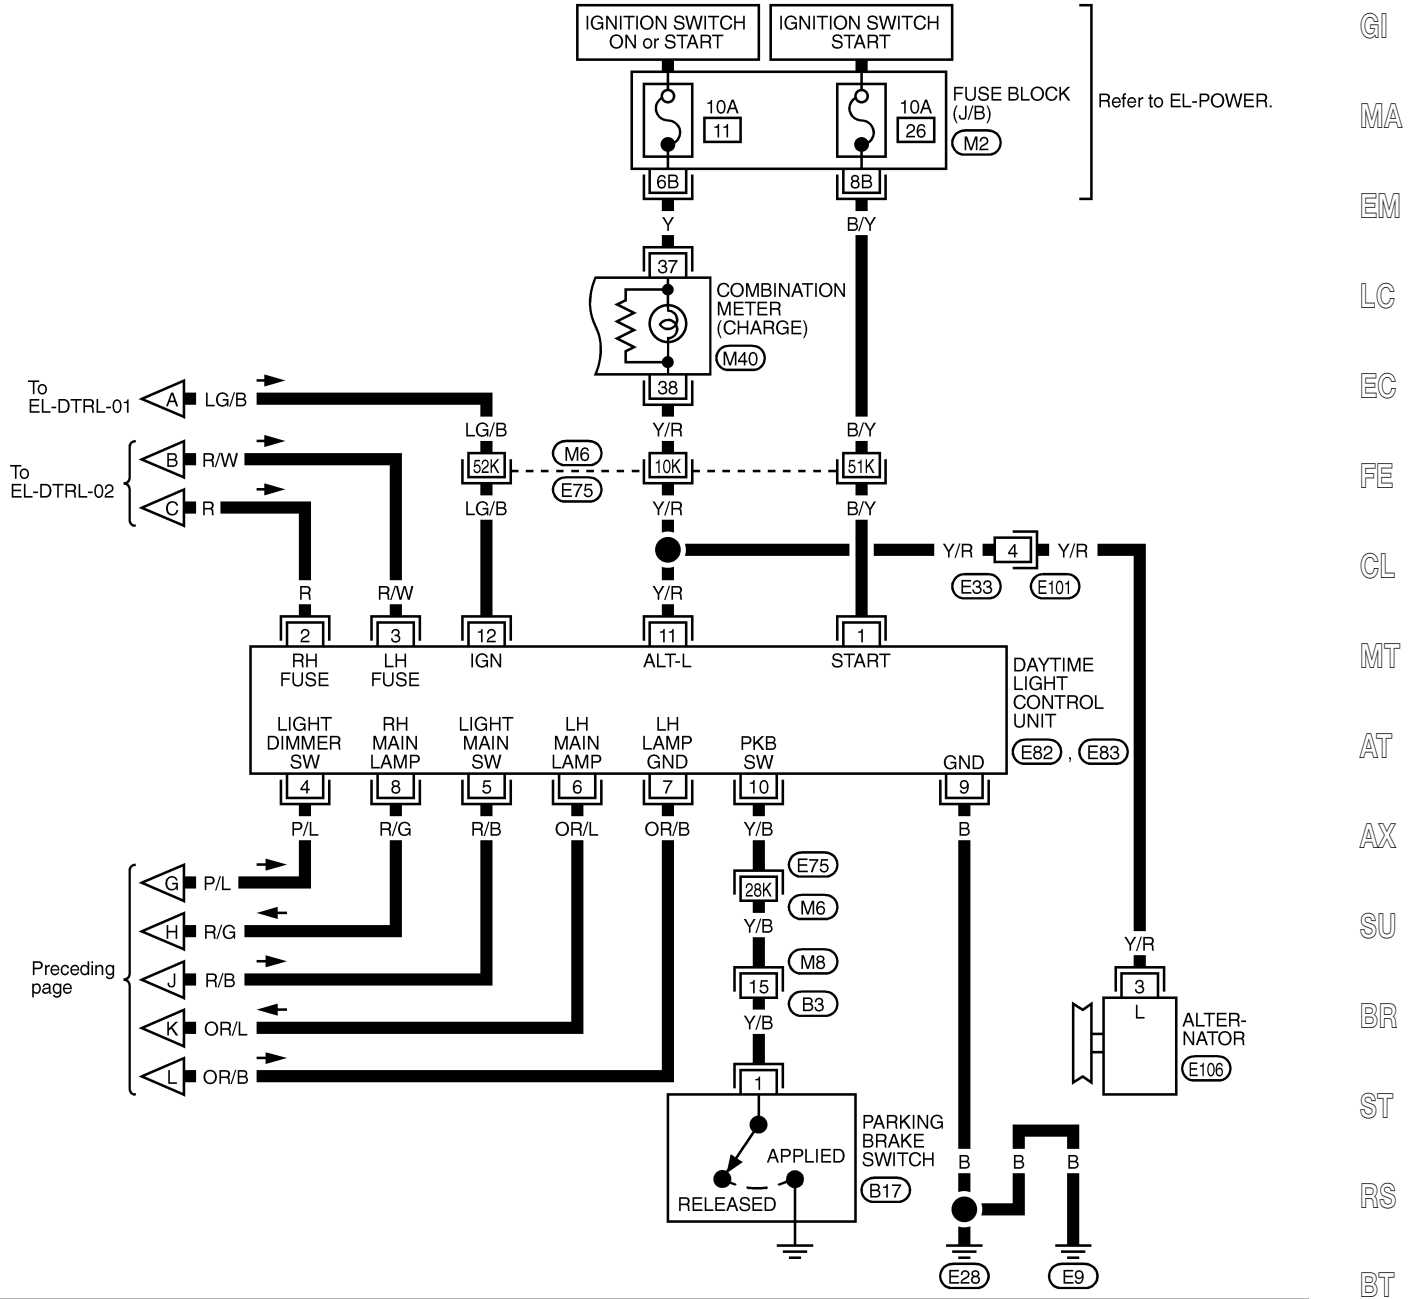 IGNITION SWITCH
ON or START
IGNITION SWITCH
START
GI
10A
11
10A
26
FUSE BLOCK
(J/B)
M2
Refer to EL-POWER.
MA
6B
8B
Y
B/Y
EM
37
COMBINATION
METER
(CHARGE)
M40
LC
38
To
EL-DTRL-01
A
LG/B
EC
LG/B
Y/R
B/Y
To
EL-DTRL-02
B
R/W
52K
M6
E75
10K
51K
FE
C
R
LG/B
Y/R
B/Y
Y/R
4
Y/R
E33
E101
CL
R
R/W
Y/R
2
3
12
11
1
RH
FUSE
LH
FUSE
IGN
ALT-L
START
DAYTIME
LIGHT
CONTROL
UNIT
E82 , E83
MT
LIGHT
DIMMER
SW
RH
MAIN
LAMP
LIGHT
MAIN
SW
LH
MAIN
LAMP
LH
LAMP
GND
PKB
SW
GND
AT
4
8
5
6
7
10
9
P/L
R/G
R/B
OR/L
OR/B
Y/B
B
AX
Preceding
page
G
P/L
H
R/G
J
R/B
K
OR/L
L
OR/B
E75
28K
M6
Y/B
SU
M8
15
B3
Y/B
Y/R
3
L
ALTER-
NATOR
E106
BR
1
PARKING
BRAKE
SWITCH
B17
APPLIED
RELEASED
ST
B
B
B
RS
E28
E9
BT